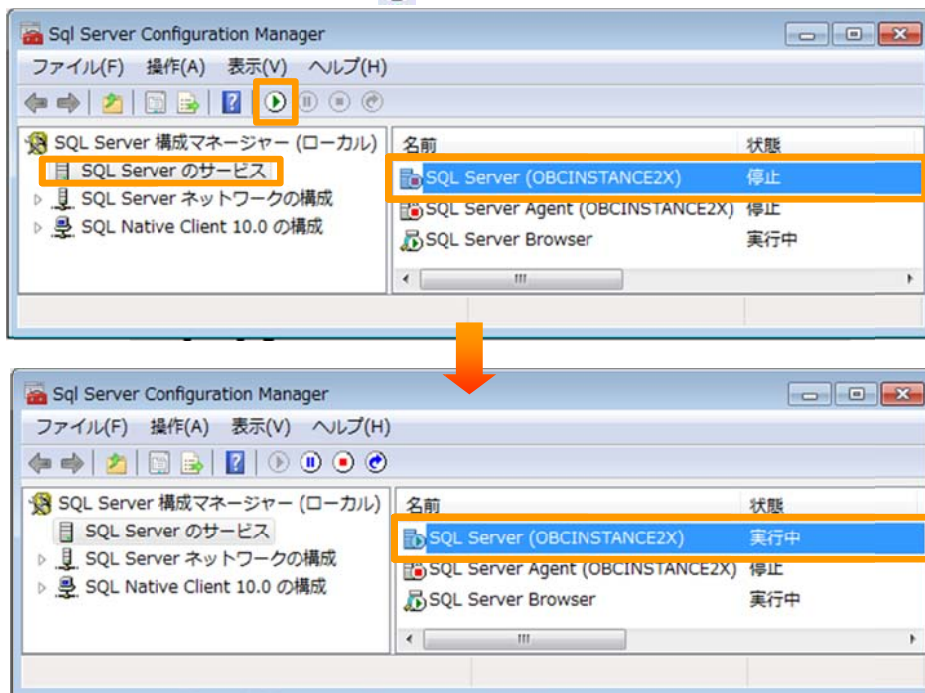 Sql Server Configuration Manager
ファイル(F) 操作(A) 表示(V) ヘルプ(H)
SQL Server 構成マネージャー (ローカル)
SQL Server のサービス
SQL Server ネットワークの構成
SQL Native Client 10.0 の構成
名前 状態
SQL Server (OBCINSTANCE2X) 停止
SQL Server Agent (OBCINSTANCE2X) 停止
SQL Server Browser 実行中
Sql Server Configuration Manager
ファイル(F) 操作(A) 表示(V) ヘルプ(H)
SQL Server 構成マネージャー (ローカル)
SQL Server のサービス
SQL Server ネットワークの構成
SQL Native Client 10.0 の構成
名前 状態
SQL Server (OBCINSTANCE2X) 実行中
SQL Server Agent (OBCINSTANCE2X) 停止
SQL Server Browser 実行中